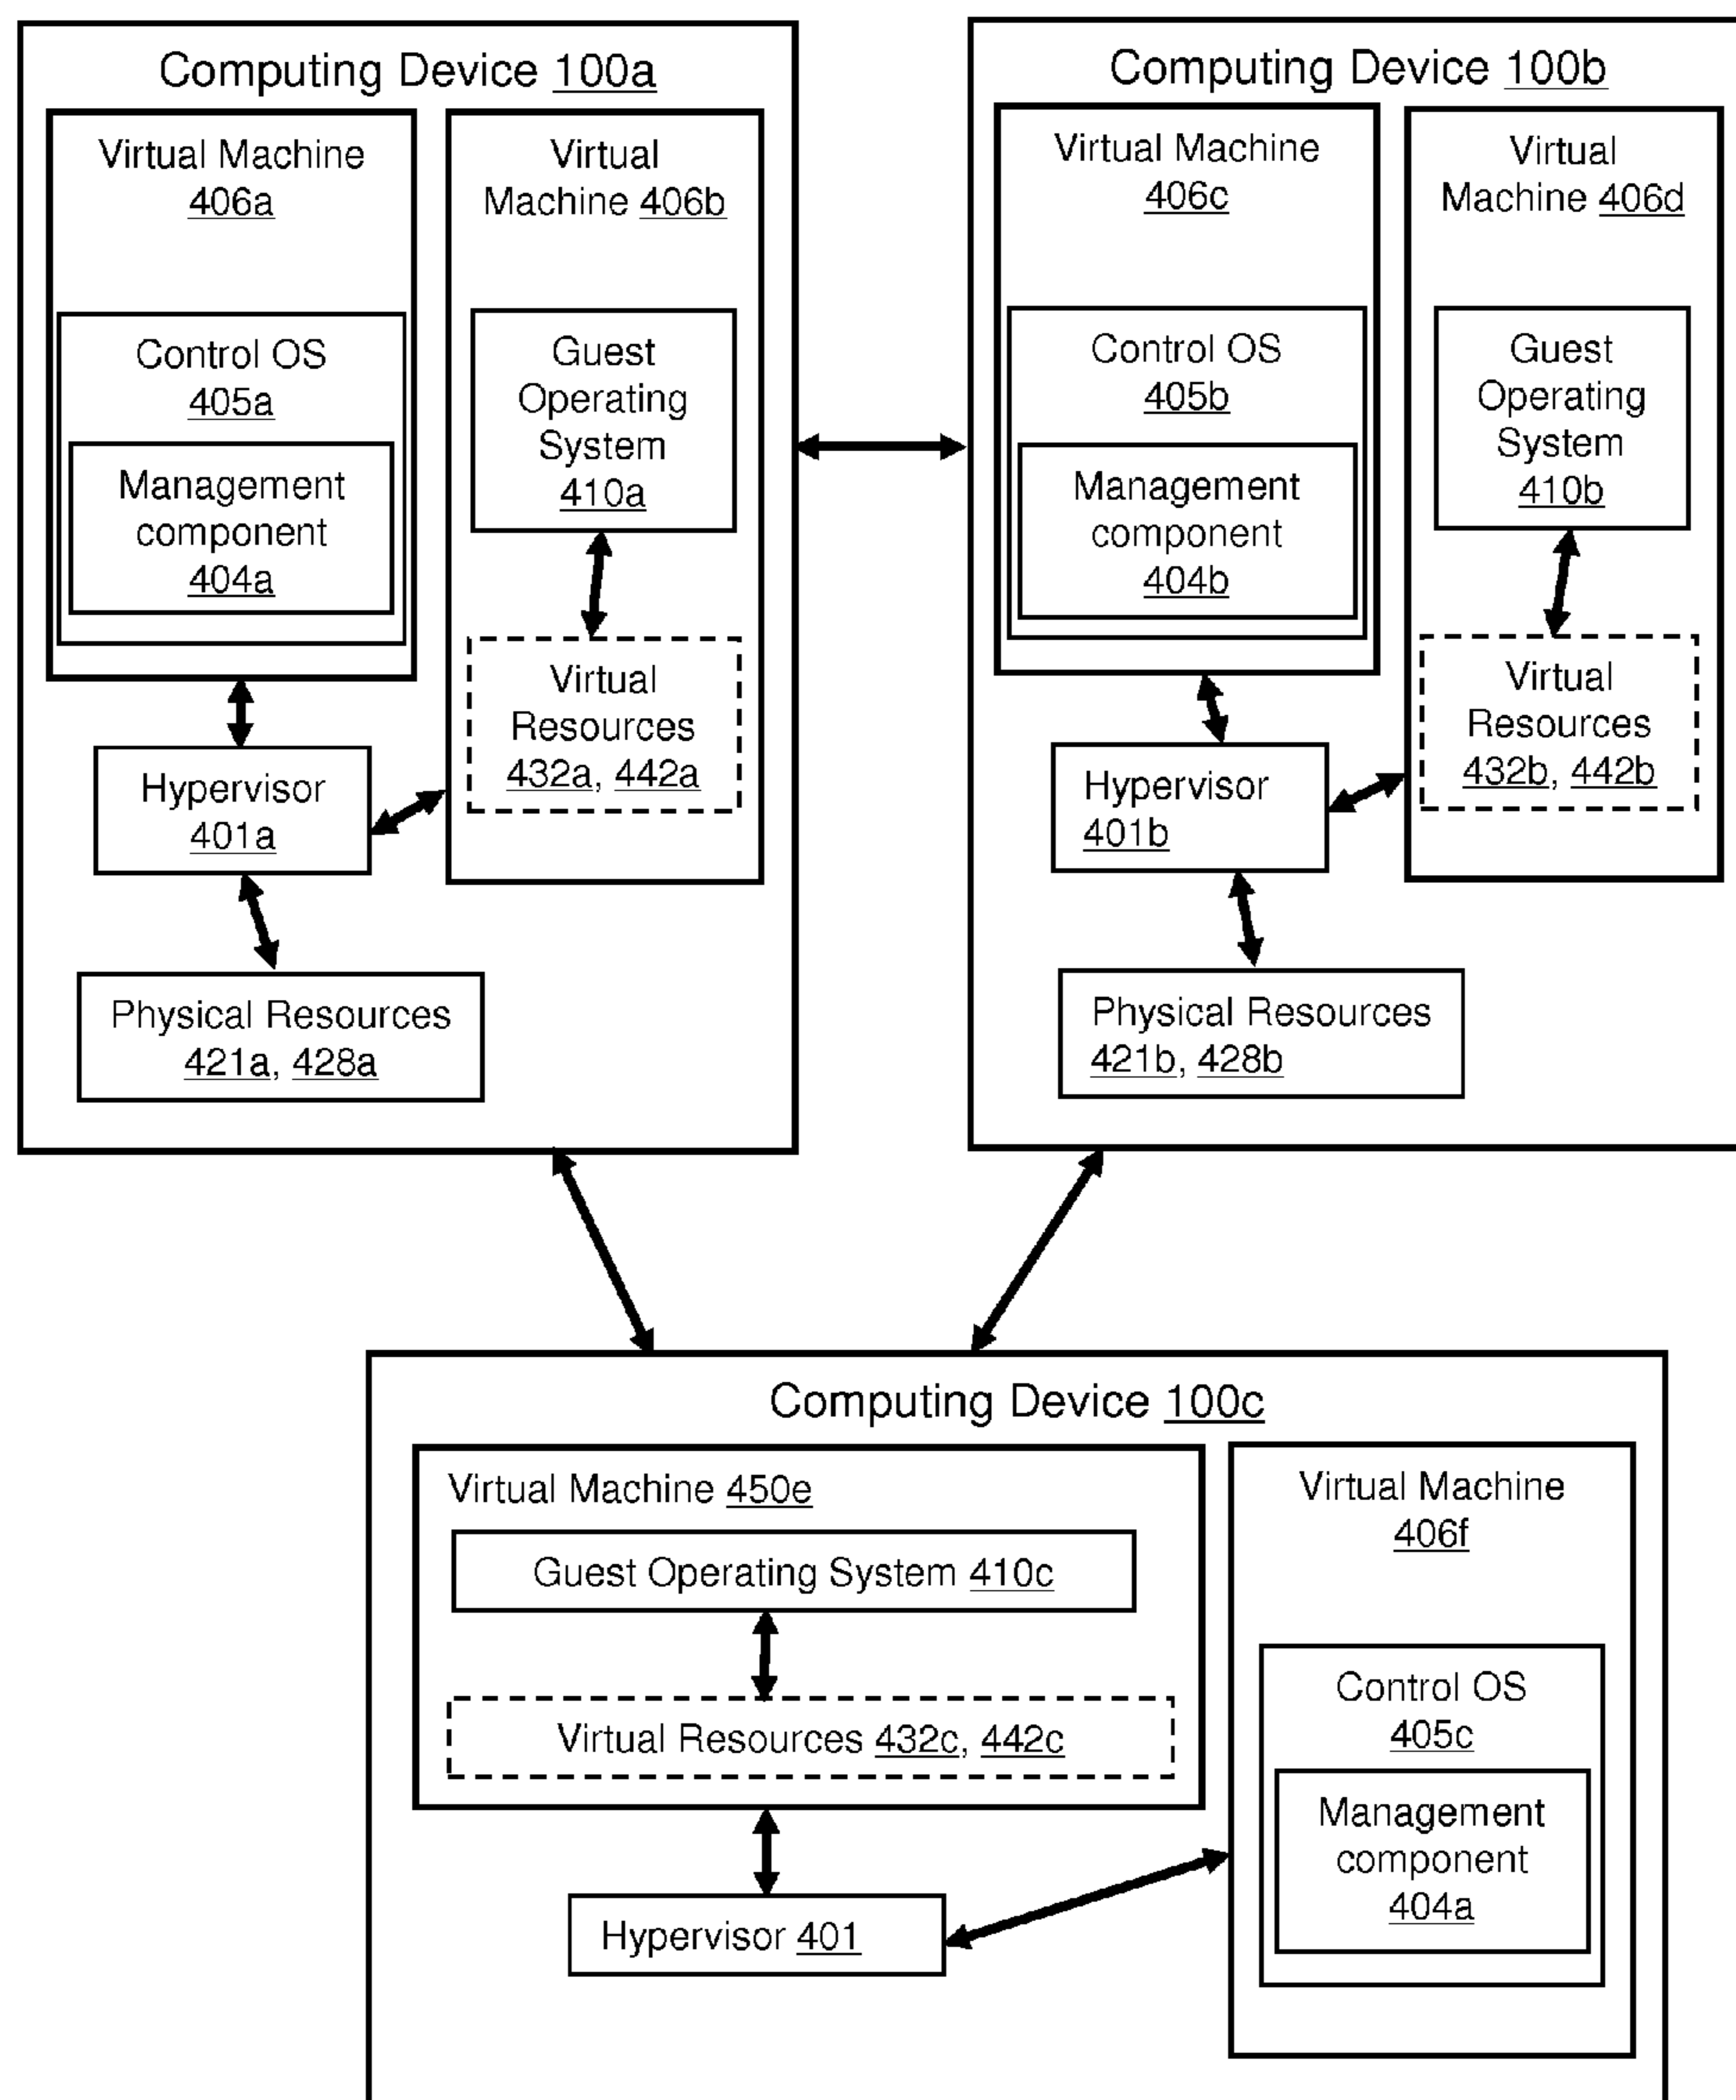 Computing Device 100a
Virtual Machine
406a
Control OS
405a
Management
component
404a
Virtual
Machine 406b
Guest
Operating
System
410a
Virtual
Resources
432a, 442a
Hypervisor
401a
Physical Resources
421a, 428a
Computing Device 100b
Virtual Machine
406c
Control OS
405b
Management
component
404b
Virtual
Machine 406d
Guest
Operating
System
410b
Virtual
Resources
432b, 442b
Hypervisor
401b
Physical Resources
421b, 428b
Computing Device 100c
Virtual Machine 450e
Guest Operating System 410c
Virtual Resources 432c, 442c
Hypervisor 401
Virtual Machine
406f
Control OS
405c
Management
component
404a